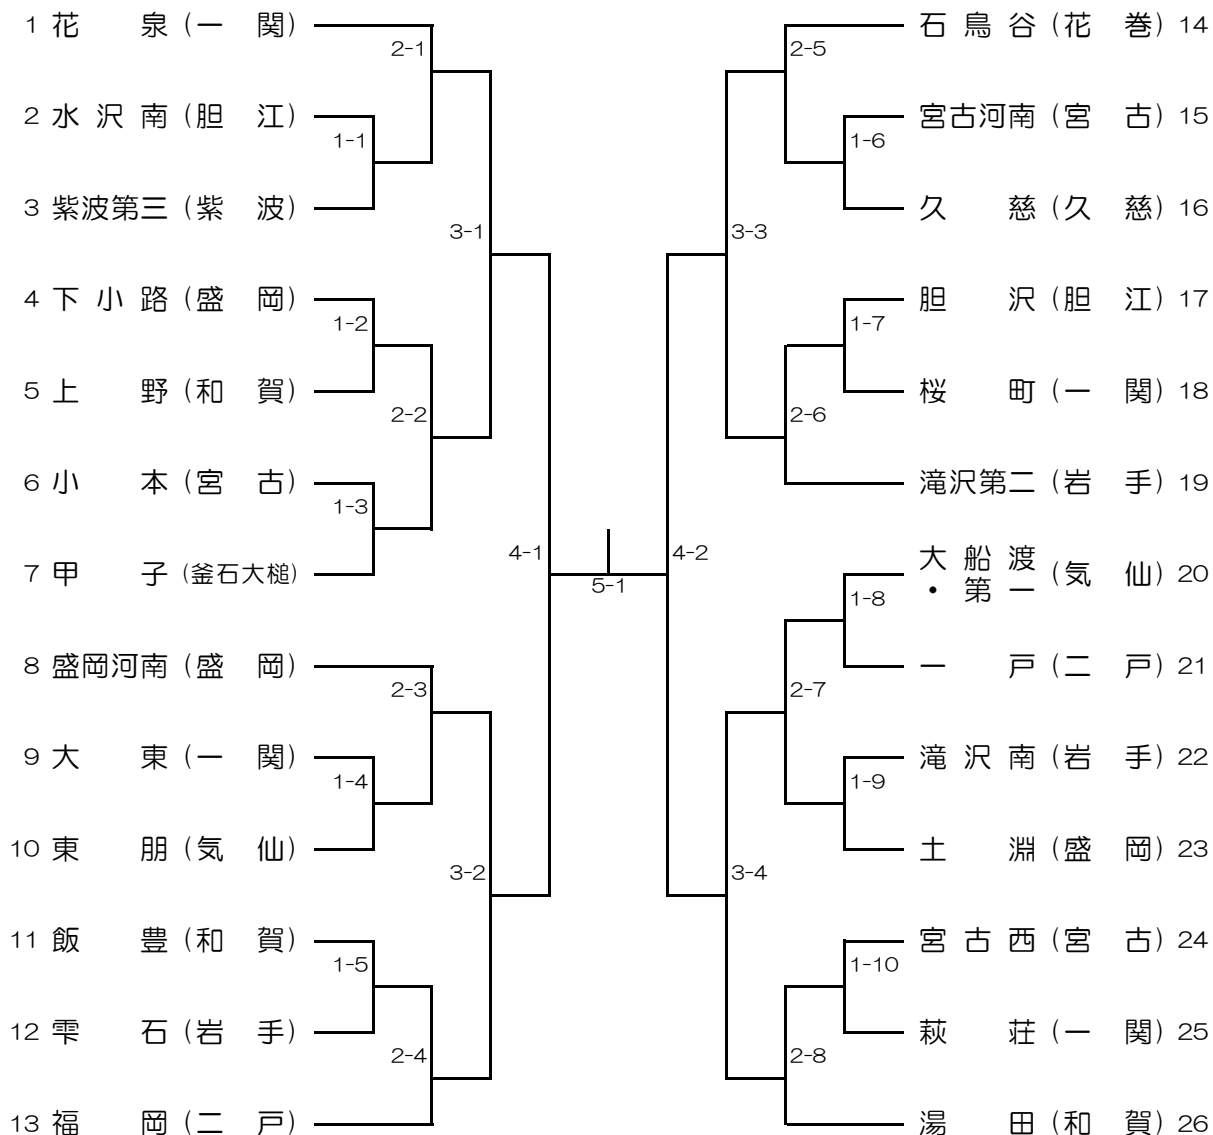 1 花泉（一関）
2-1
2 水沢南（胆江）
1-1
3 紫波第三（紫波）
3-1
4 下小路（盛岡）
1-2
5 上野（和賀）
2-2
6 小本（宮古）
1-3
7 甲子（釜石大槌）
4-1
8 盛岡河南（盛岡）
2-3
9 大東（一関）
1-4
10 東朋（気仙）
3-2
11 飯豊（和賀）
1-5
12 雫石（岩手）
2-4
13 福岡（二戸）
5-1
石鳥谷（花巻）14
2-5
宮古河南（宮古）15
1-6
久慈（久慈）16
3-3
胆沢（胆江）17
1-7
桜町（一関）18
2-6
滝沢第二（岩手）19
4-2
大船渡
・第一（気仙）20
1-8
一戸（二戸）21
2-7
滝沢南（岩手）22
1-9
土淵（盛岡）23
3-4
宮古西（宮古）24
1-10
萩荘（一関）25
2-8
湯田（和賀）26